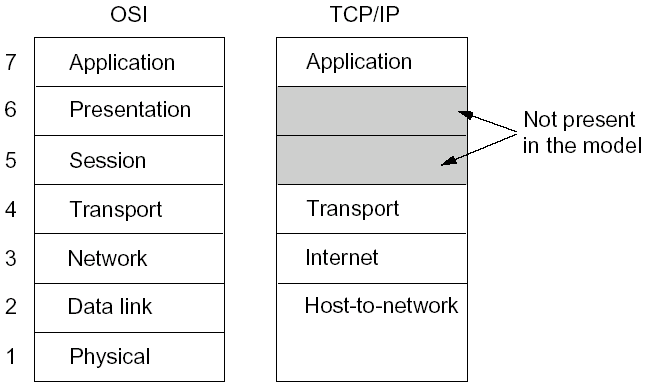 OSI TCP/IP
7 Application Application
6 Presentation
5 Session
Not present
in the model
4 Transport Transport
3 Network Internet
2 Data link Host-to-network
1 Physical